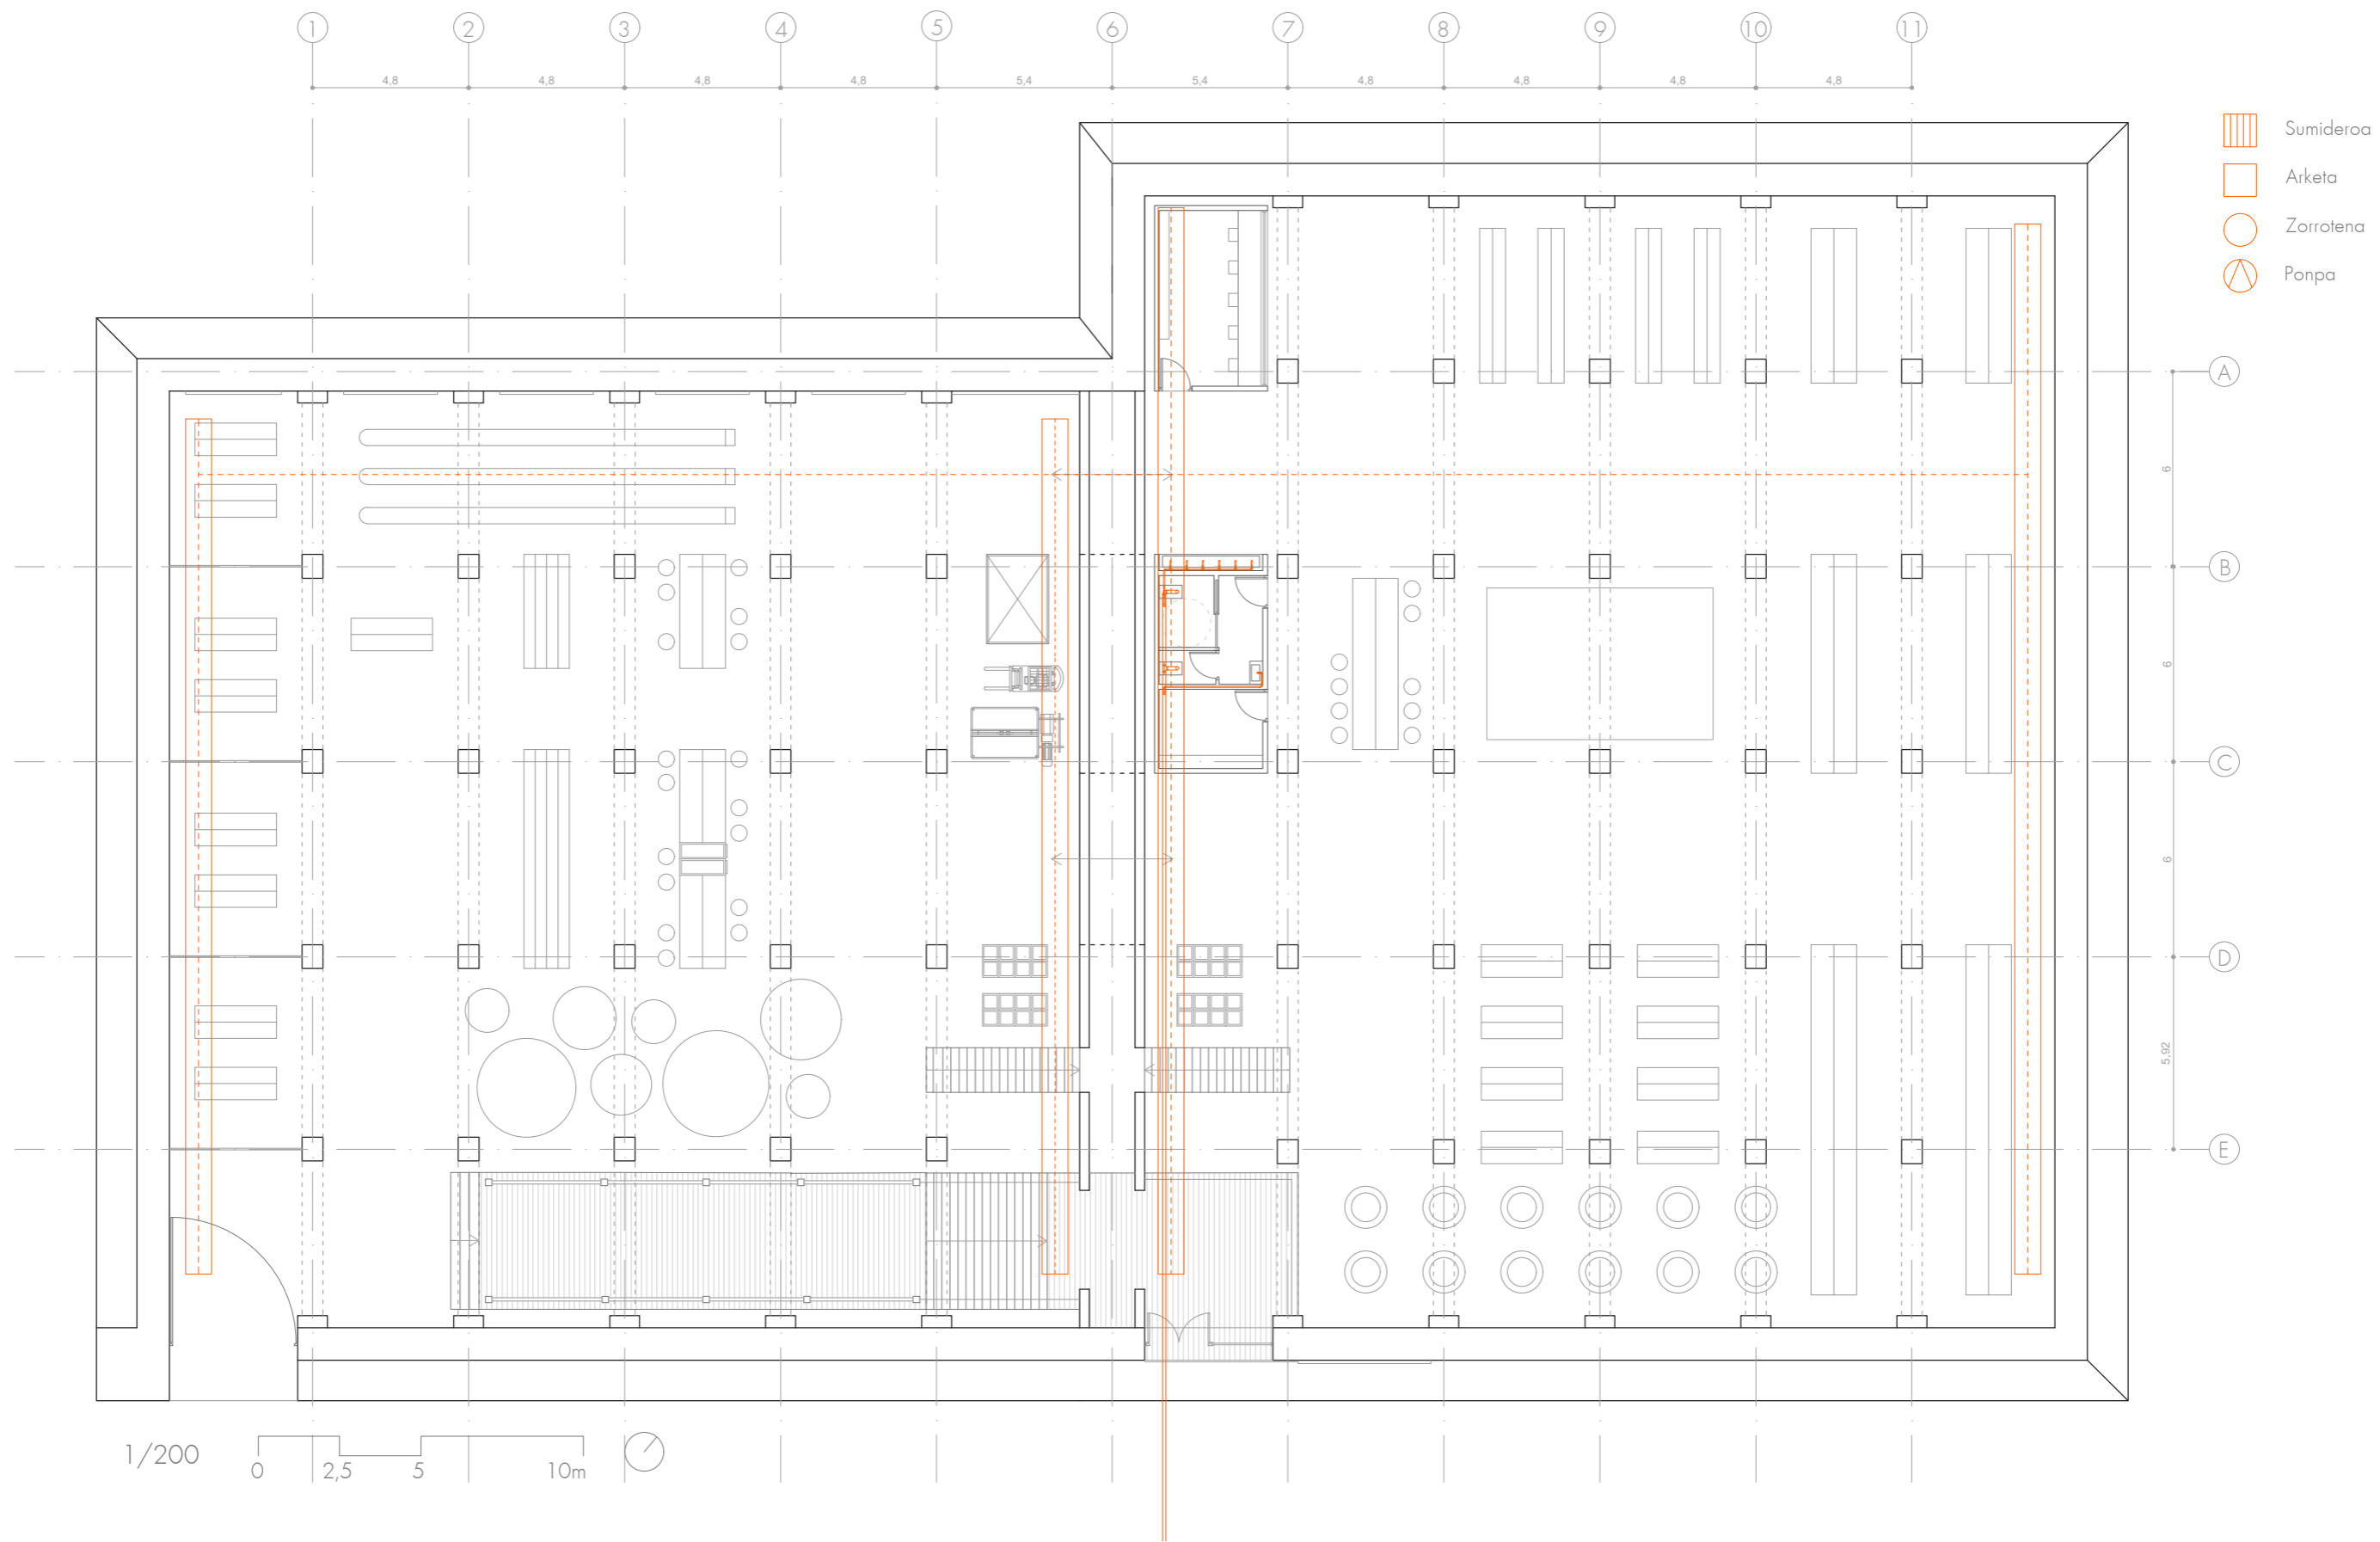 1 2 3 4 5 6 7 8 9 10 11
4,8 4,8 4,8 4,8 5,4 5,4 4,8 4,8 4,8 4,8
Sumideroa
Arketa
Zorrotena
Ponpa
A
6
B
6
C
6
D
5,92
E
1/200
0 2,5 5 10m